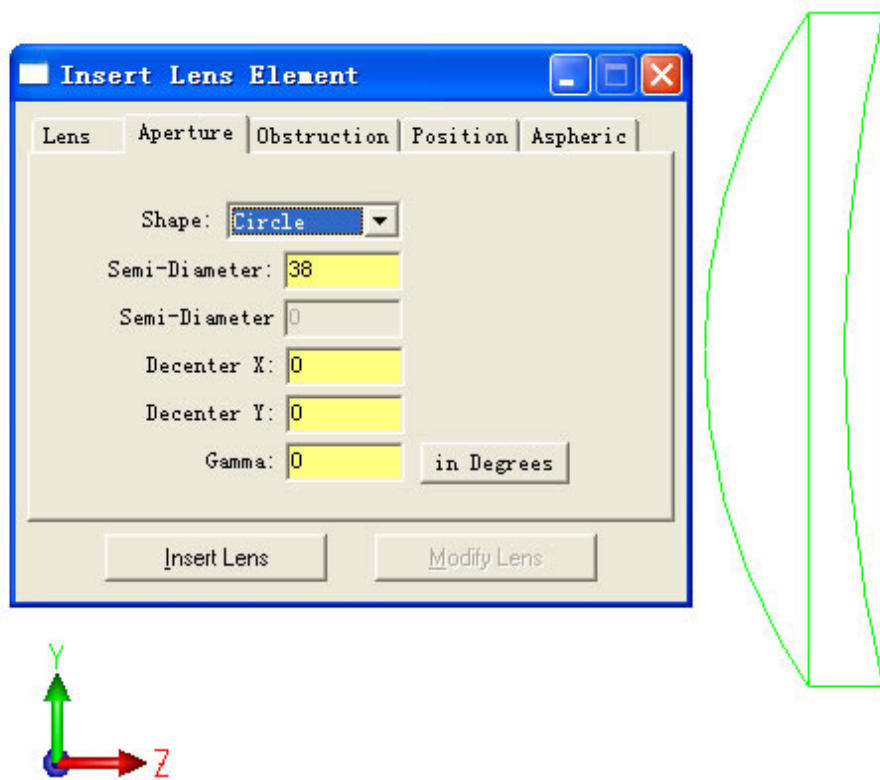 Insert Lens Element
Lens Aperture Obstruction Position Aspheric
Shape: Circle
Semi-Diameter: 38
Semi-Diameter 0
Decenter X: 0
Decenter Y: 0
Gamma: 0 in Degrees
Insert Lens Modify Lens
Y
Z